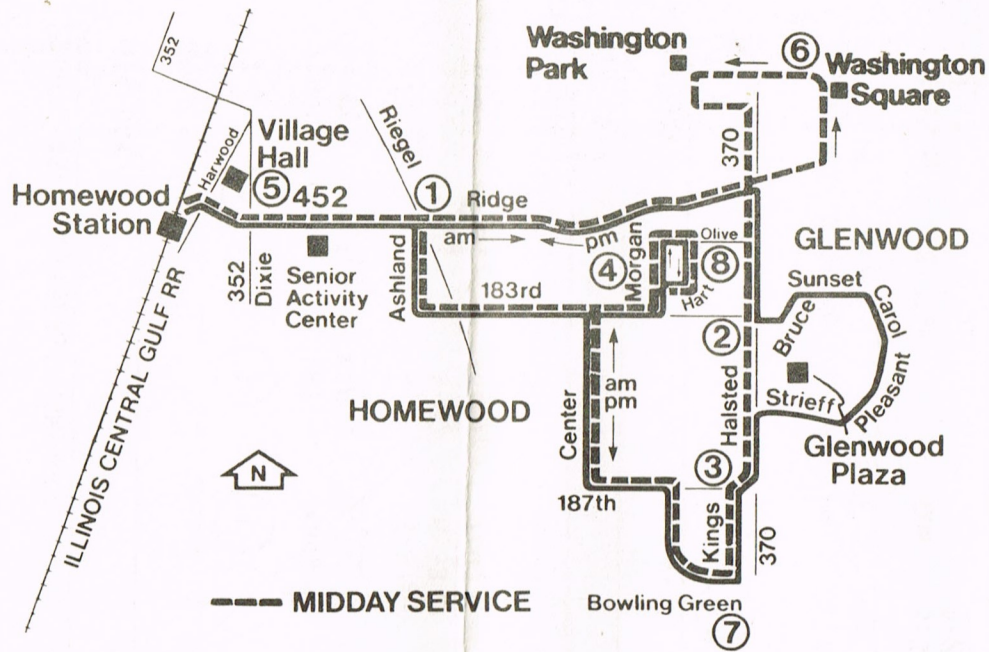 352
Washington
Park
⑥
Washington
Square
Riegel
Harwood
Village
Hall
370
⑤ 452
①
Ridge
Homewood
Station
am
pm
Olive
GLENWOOD
④
Morgan
⑧
352
Dixie
Senior
Activity
Center
Ashland
183rd
Hart
Sunset
Carol
Bruce
②
ILLINOIS CENTRAL GULF RR
HOMEWOOD
Center
am
pm
Halsted
Strieff
Pleasant
Glenwood
Plaza
N
③
187th
Kings
370
MIDDAY SERVICE
Bowling Green
⑦